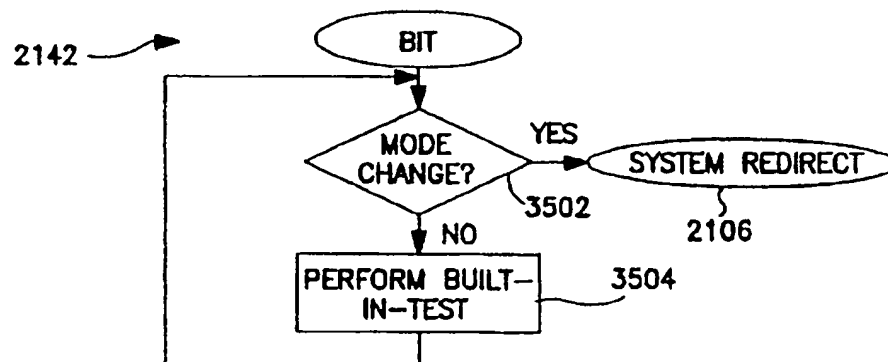 2142
BIT
MODE
CHANGE?
YES
SYSTEM REDIRECT
3502
2106
NO
PERFORM BUILT-
IN-TEST
3504